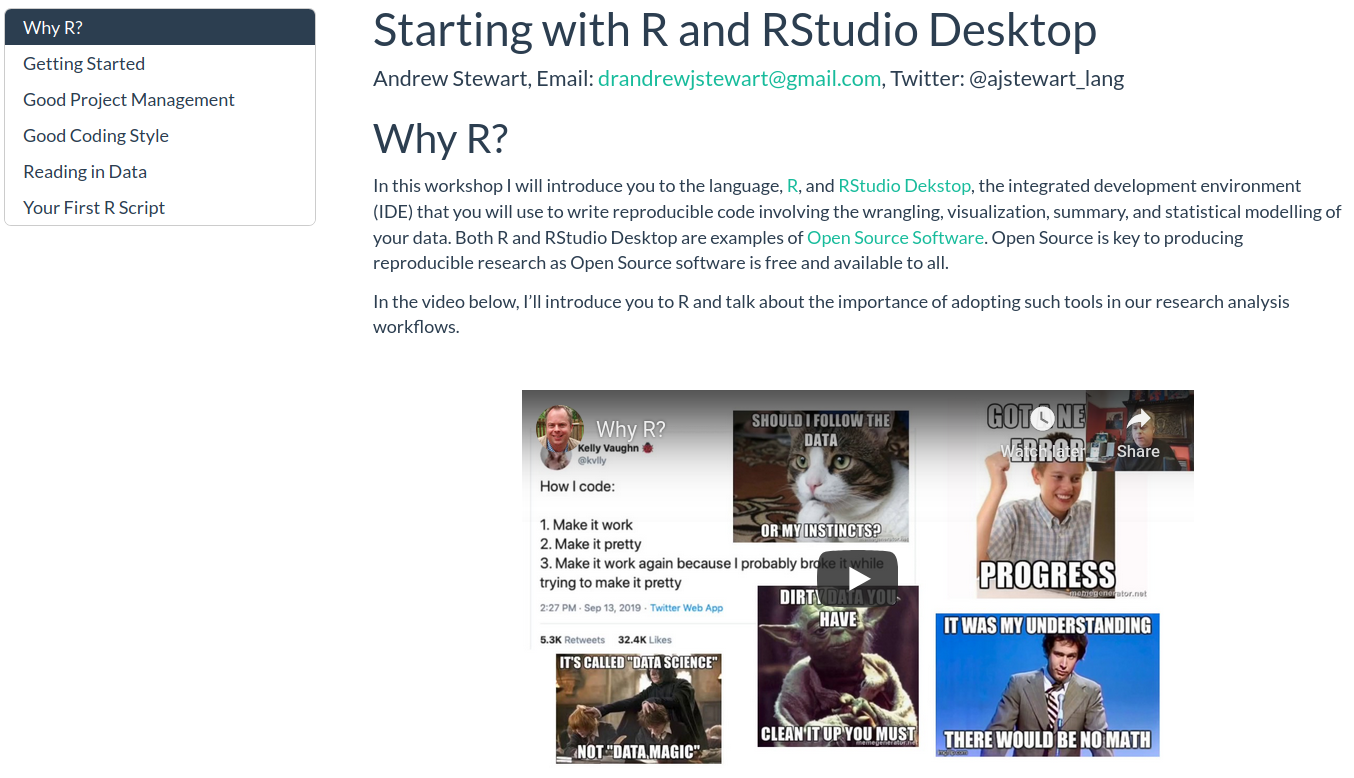 Why R?
Getting Started
Good Project Management
Good Coding Style
Reading in Data
Your First R Script
Starting with R and RStudio Desktop
Andrew Stewart, Email: drandrewjstewart@gmail.com, Twitter: @ajstewart_lang
Why R?
In this workshop I will introduce you to the language, R, and RStudio Dekstop, the integrated development environment
(IDE) that you will use to write reproducible code involving the wrangling, visualization, summary, and statistical modelling of
your data. Both R and RStudio Desktop are examples of Open Source Software. Open Source is key to producing
reproducible research as Open Source software is free and available to all.
In the video below, I’ll introduce you to R and talk about the importance of adopting such tools in our research analysis
workflows.
Why R?
Kelly Vaughn
@kvlly
How I code:
1. Make it work
2. Make it pretty
3. Make it work again because I probably broke it while
trying to make it pretty
2:27 PM · Sep 13, 2019 · Twitter Web App
5.3K Retweets 32.4K Likes
SHOULD I FOLLOW THE
DATA
OR MY INSTINCTS?
memegenerator.net
GOT A NE
ERROR
Watch later
Share
PROGRESS
memegenerator.net
DIRTY DATA YOU
HAVE
CLEAN IT UP YOU MUST
memegenerator.net
IT'S CALLED "DATA SCIENCE"
NOT "DATA MAGIC"
IT WAS MY UNDERSTANDING
THERE WOULD BE NO MATH
imgflip.com